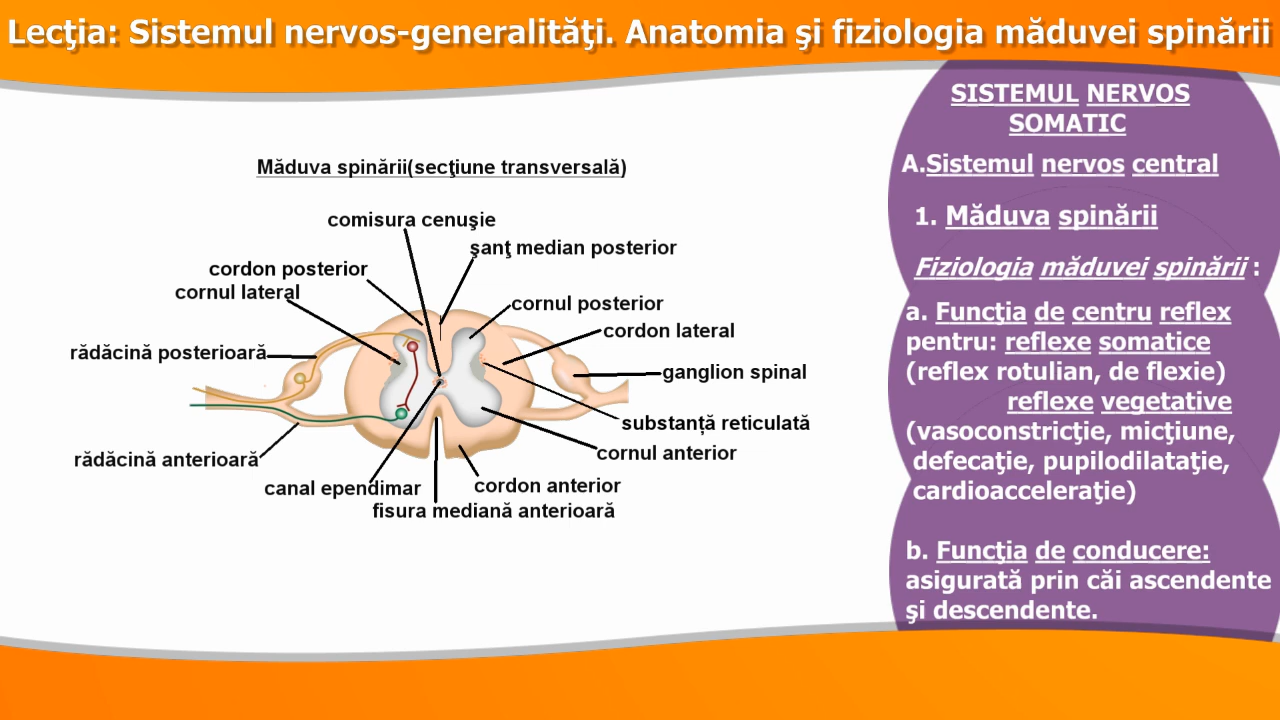 Lecţia: Sistemul nervos-generalităţi. Anatomia şi fiziologia măduvei spinării
Măduva spinării(secţiune transversală)
comisura cenuşie
şanţ median posterior
cordon posterior
cornul lateral
cornul posterior
cordon lateral
rădăcină posterioară
ganglion spinal
substanță reticulată
cornul anterior
rădăcină anterioară
canal ependimar
cordon anterior
fisura mediană anterioară
SISTEMUL NERVOS
SOMATIC
A.Sistemul nervos central
1. Măduva spinării
Fiziologia măduvei spinării :
a. Funcţia de centru reflex
pentru: reflexe somatice
(reflex rotulian, de flexie)
reflexe vegetative
(vasoconstricţie, micţiune,
defecaţie, pupilodilataţie,
cardioacceleraţie)
b. Funcţia de conducere:
asigurată prin căi ascendente
şi descendente.